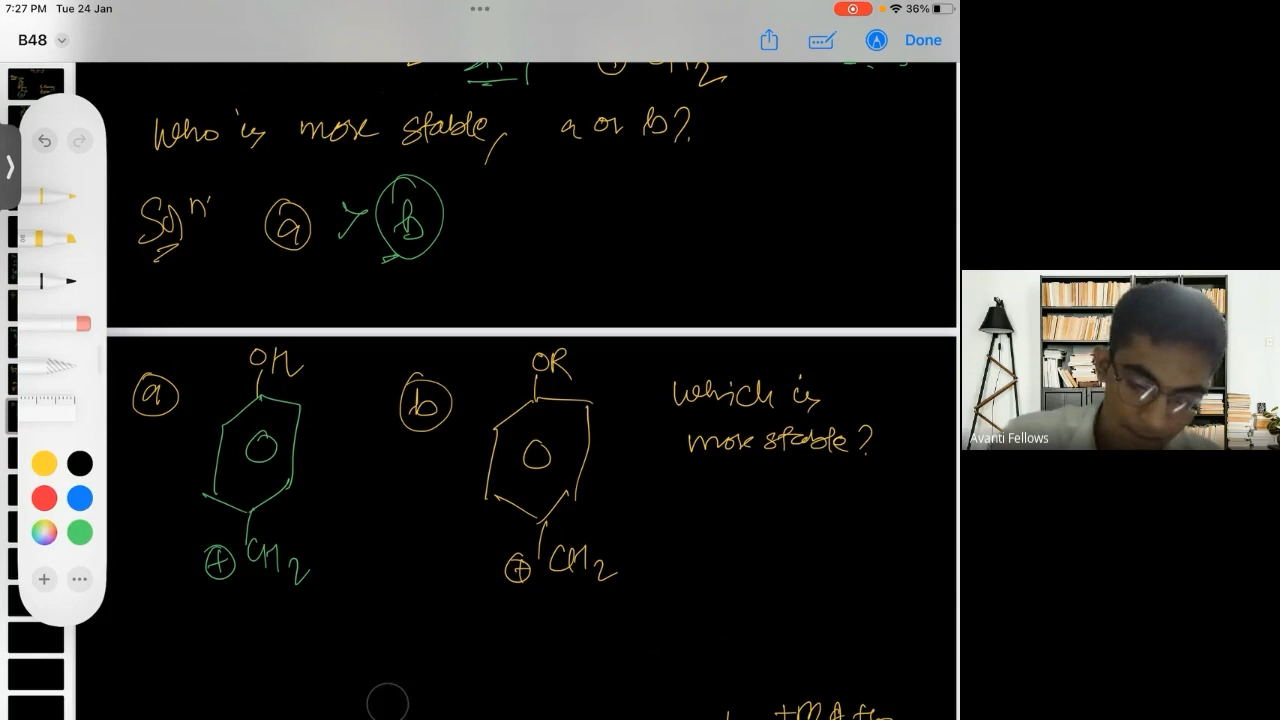 7:27 PM Tue 24 Jan
36%
B48
Done
CH2
Who is more stable, a or b?
Soln a > b
a OH
b OR
which is
more stable?
⊕ CH2
⊕ CH2
Avanti Fellows